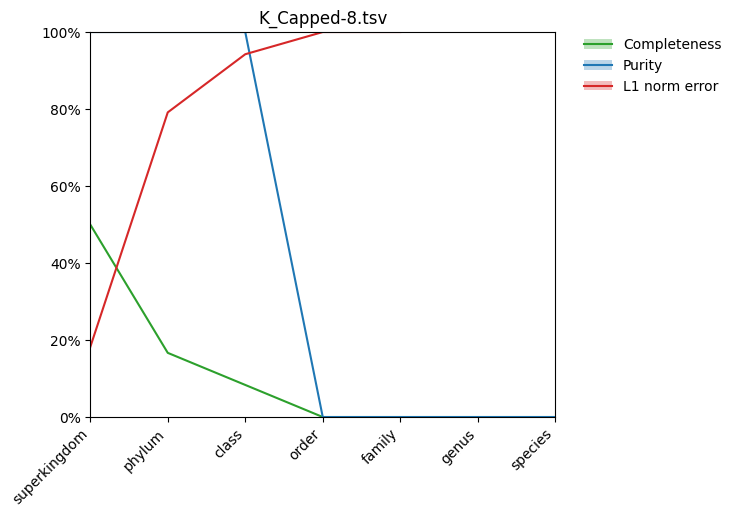 K_Capped-8.tsv
100%
80%
60%
40%
20%
0%
superkingdom
phylum
class
order
family
genus
species
Completeness
Purity
L1 norm error